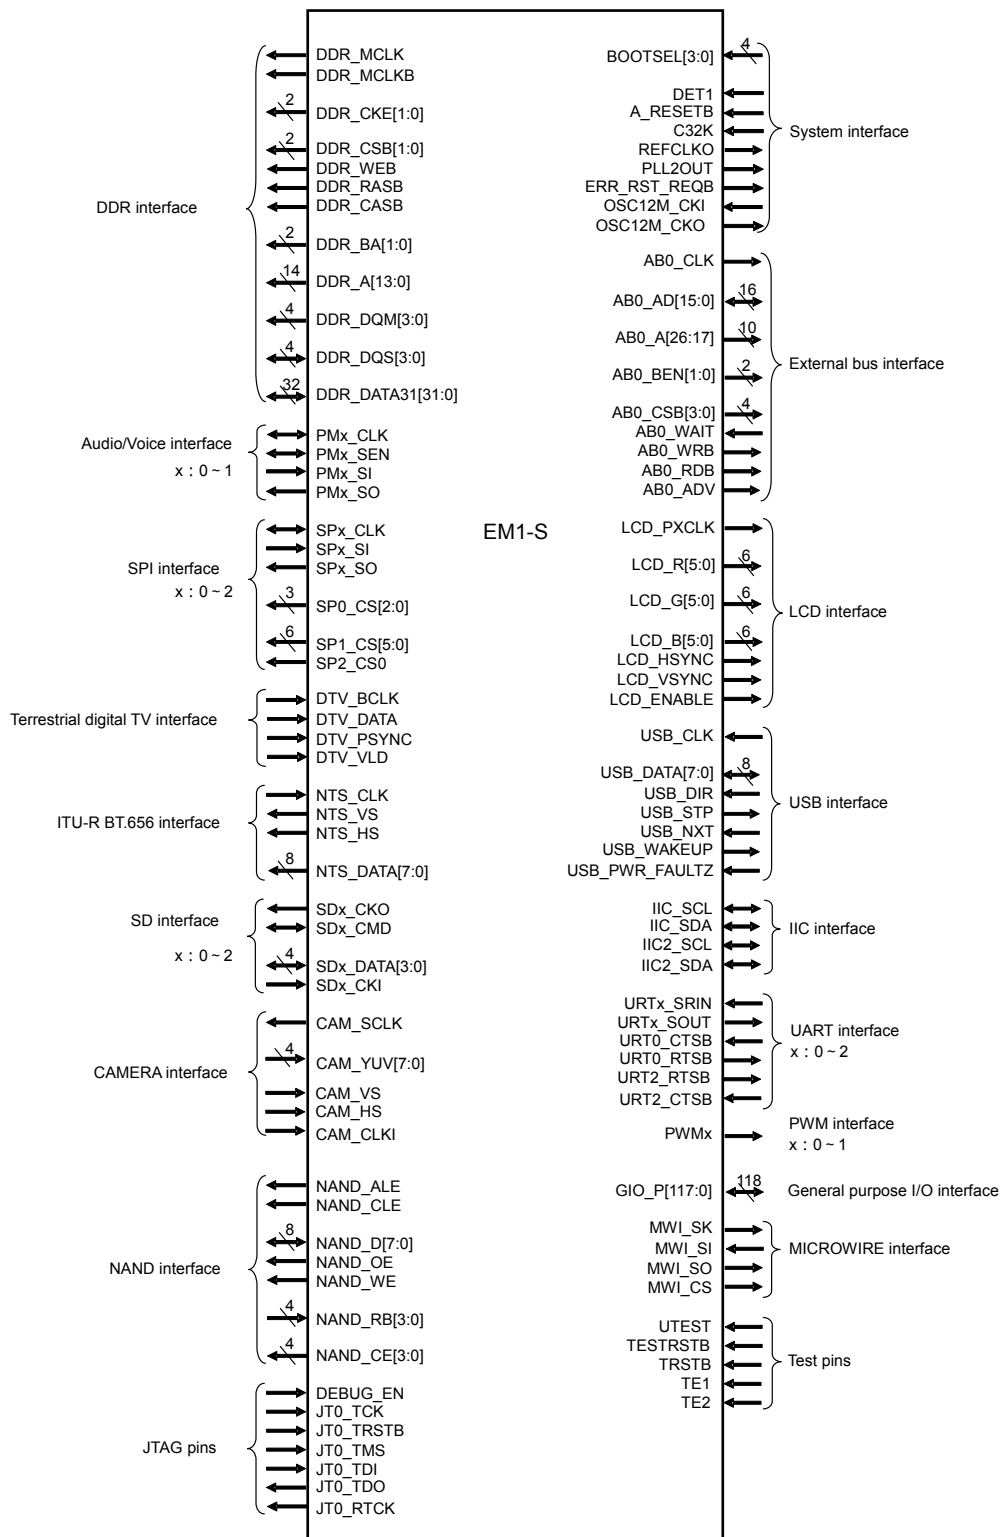 DDR interface
DDR_MCLK
DDR_MCLKB
2
DDR_CKE[1:0]
2
DDR_CSB[1:0]
DDR_WEB
DDR_RASB
DDR_CASB
2
DDR_BA[1:0]
14
DDR_A[13:0]
4
DDR_DQM[3:0]
4
DDR_DQS[3:0]
32
DDR_DATA31[31:0]
Audio/Voice interface
x : 0 ~ 1
PMx_CLK
PMx_SEN
PMx_SI
PMx_SO
SPI interface
x : 0 ~ 2
SPx_CLK
SPx_SI
SPx_SO
3
SP0_CS[2:0]
6
SP1_CS[5:0]
SP2_CS0
Terrestrial digital TV interface
DTV_BCLK
DTV_DATA
DTV_PSYNC
DTV_VLD
ITU-R BT.656 interface
NTS_CLK
NTS_VS
NTS_HS
8
NTS_DATA[7:0]
SD interface
x : 0 ~ 2
SDx_CKO
SDx_CMD
4
SDx_DATA[3:0]
SDx_CKI
CAMERA interface
CAM_SCLK
4
CAM_YUV[7:0]
CAM_VS
CAM_HS
CAM_CLKI
NAND interface
NAND_ALE
NAND_CLE
8
NAND_D[7:0]
NAND_OE
NAND_WE
4
NAND_RB[3:0]
4
NAND_CE[3:0]
JTAG pins
DEBUG_EN
JT0_TCK
JT0_TRSTB
JT0_TMS
JT0_TDI
JT0_TDO
JT0_RTCK
EM1-S
BOOTSEL[3:0]
4
DET1
A_RESETB
C32K
REFCLKO
PLL2OUT
ERR_RST_REQB
OSC12M_CKI
OSC12M_CKO
System interface
AB0_CLK
AB0_AD[15:0]
16
AB0_A[26:17]
10
AB0_BEN[1:0]
2
AB0_CSB[3:0]
4
AB0_WAIT
AB0_WRB
AB0_RDB
AB0_ADV
External bus interface
LCD_PXCLK
LCD_R[5:0]
6
LCD_G[5:0]
6
LCD_B[5:0]
6
LCD_HSYNC
LCD_VSYNC
LCD_ENABLE
LCD interface
USB_CLK
USB_DATA[7:0]
8
USB_DIR
USB_STP
USB_NXT
USB_WAKEUP
USB_PWR_FAULTZ
USB interface
IIC_SCL
IIC_SDA
IIC2_SCL
IIC2_SDA
IIC interface
URTx_SRIN
URTx_SOUT
URT0_CTSB
URT0_RTSB
URT2_RTSB
URT2_CTSB
UART interface
x : 0 ~ 2
PWMx
PWM interface
x : 0 ~ 1
GIO_P[117:0]
118
General purpose I/O interface
MWI_SK
MWI_SI
MWI_SO
MWI_CS
MICROWIRE interface
UTEST
TESTRSTB
TRSTB
TE1
TE2
Test pins